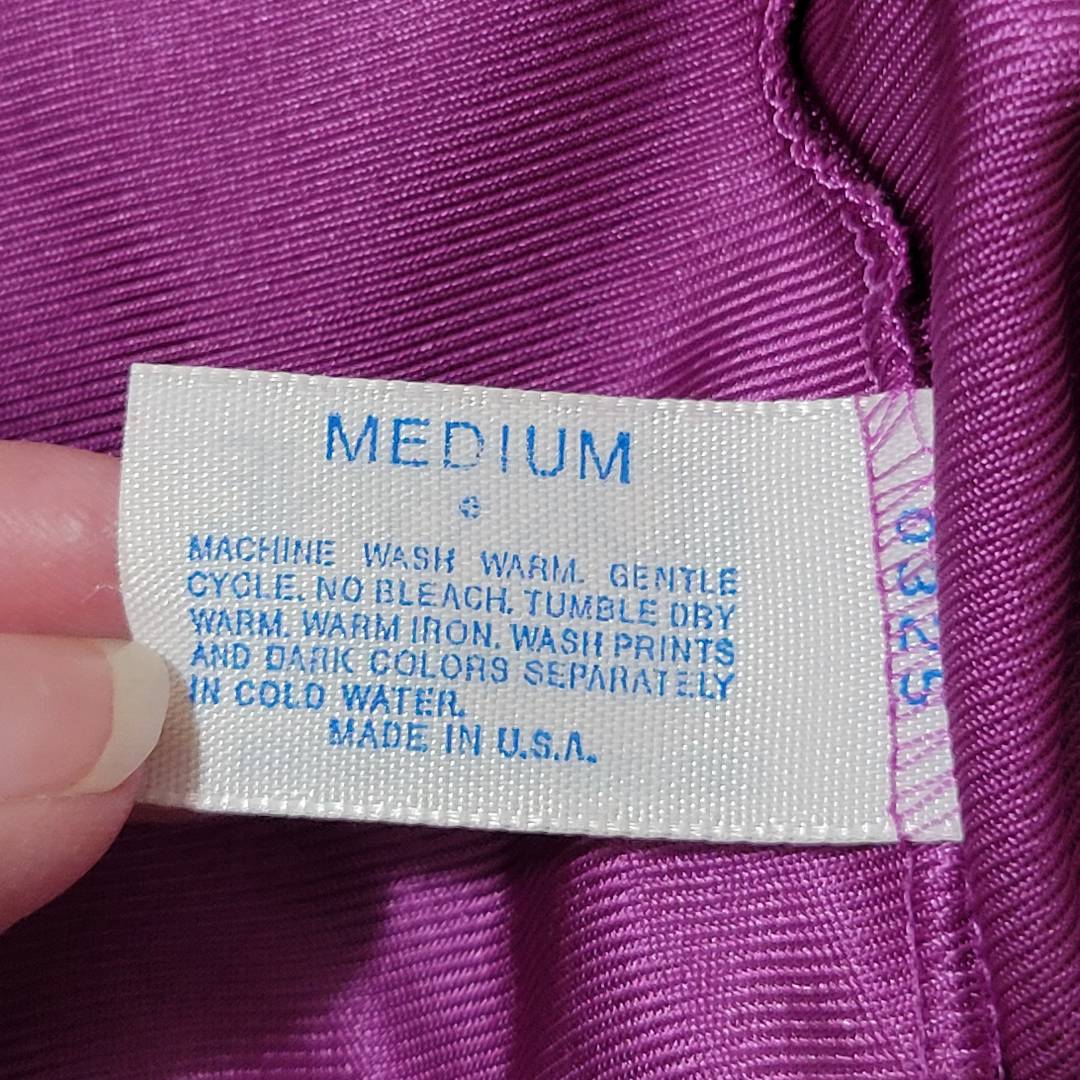 MEDIUM
MACHINE WASH WARM. GENTLE
CYCLE. NO BLEACH. TUMBLE DRY
WARM. WARM IRON. WASH PRINTS
AND DARK COLORS SEPARATELY
IN COLD WATER.
MADE IN U.S.A.